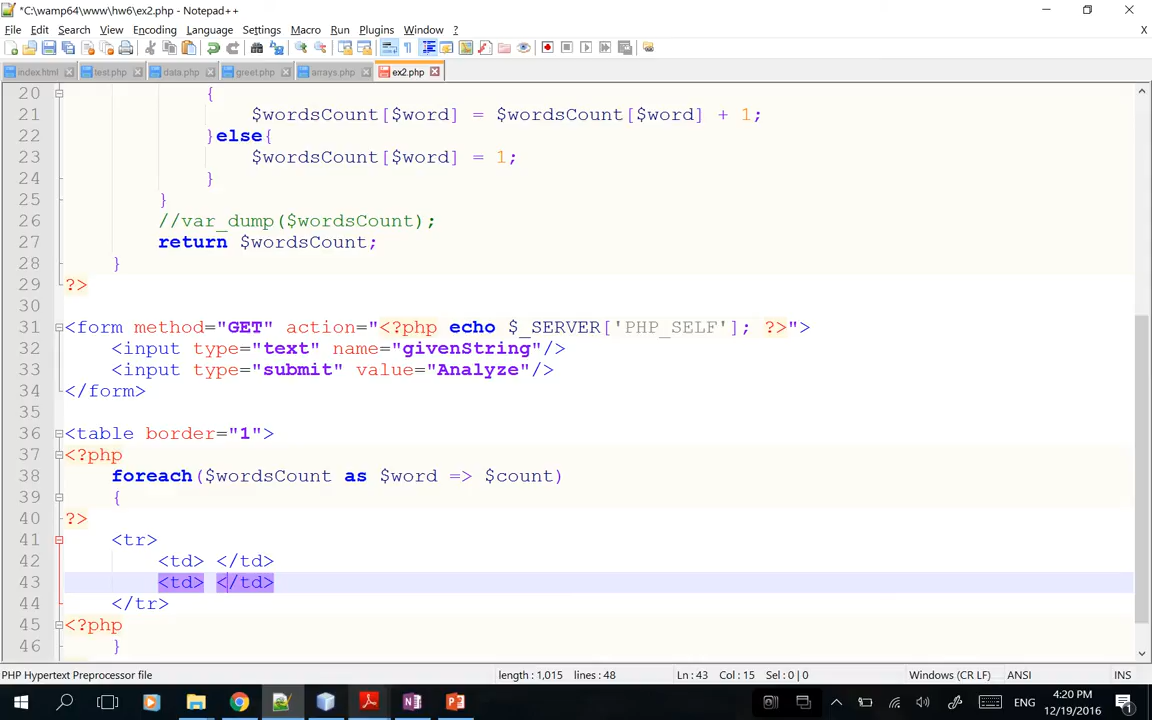 *C:\wamp64\www\hw6\ex2.php - Notepad++
File Edit Search View Encoding Language Settings Macro Run Plugins Window ? X
index.html test.php data.php greet.php arrays.php ex2.php
20 {
21 $wordsCount[$word] = $wordsCount[$word] + 1;
22 }else{
23 $wordsCount[$word] = 1;
24 }
25 }
26 //var_dump($wordsCount);
27 return $wordsCount;
28 }
29 ?>
30
31 <form method="GET" action="<?php echo $_SERVER['PHP_SELF']; ?>">
32 <input type="text" name="givenString"/>
33 <input type="submit" value="Analyze"/>
34 </form>
35
36 <table border="1">
37 <?php
38 foreach($wordsCount as $word => $count)
39 {
40 ?>
41 <tr>
42 <td> </td>
43 <td> </td>
44 </tr>
45 <?php
46 }
PHP Hypertext Preprocessor file length : 1,015 lines : 48 Ln : 43 Col : 15 Sel : 0 | 0 Windows (CR LF) ANSI INS
ENG 4:20 PM
12/19/2016 1